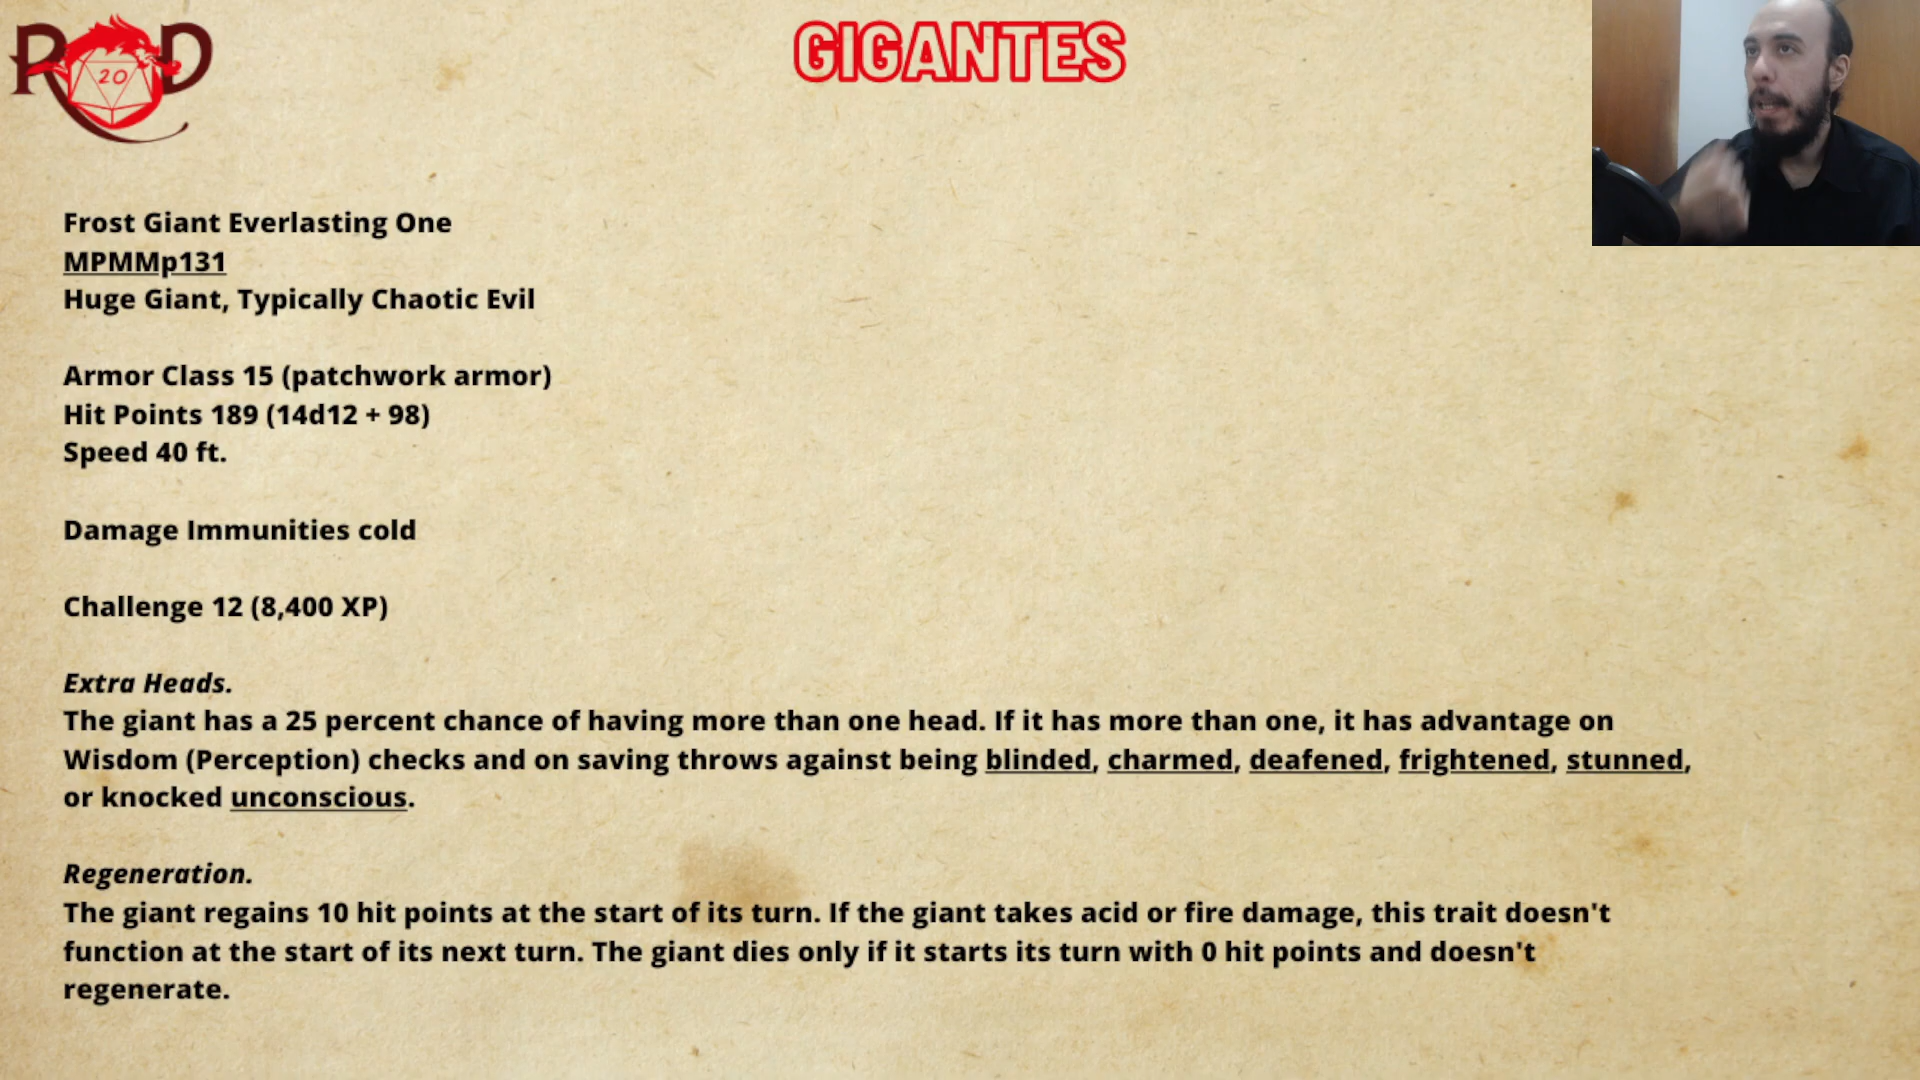 R D
20
GIGANTES
Frost Giant Everlasting One
MPMMp131
Huge Giant, Typically Chaotic Evil
Armor Class 15 (patchwork armor)
Hit Points 189 (14d12 + 98)
Speed 40 ft.
Damage Immunities cold
Challenge 12 (8,400 XP)
Extra Heads.
The giant has a 25 percent chance of having more than one head. If it has more than one, it has advantage on
Wisdom (Perception) checks and on saving throws against being blinded, charmed, deafened, frightened, stunned,
or knocked unconscious.
Regeneration.
The giant regains 10 hit points at the start of its turn. If the giant takes acid or fire damage, this trait doesn't
function at the start of its next turn. The giant dies only if it starts its turn with 0 hit points and doesn't
regenerate.